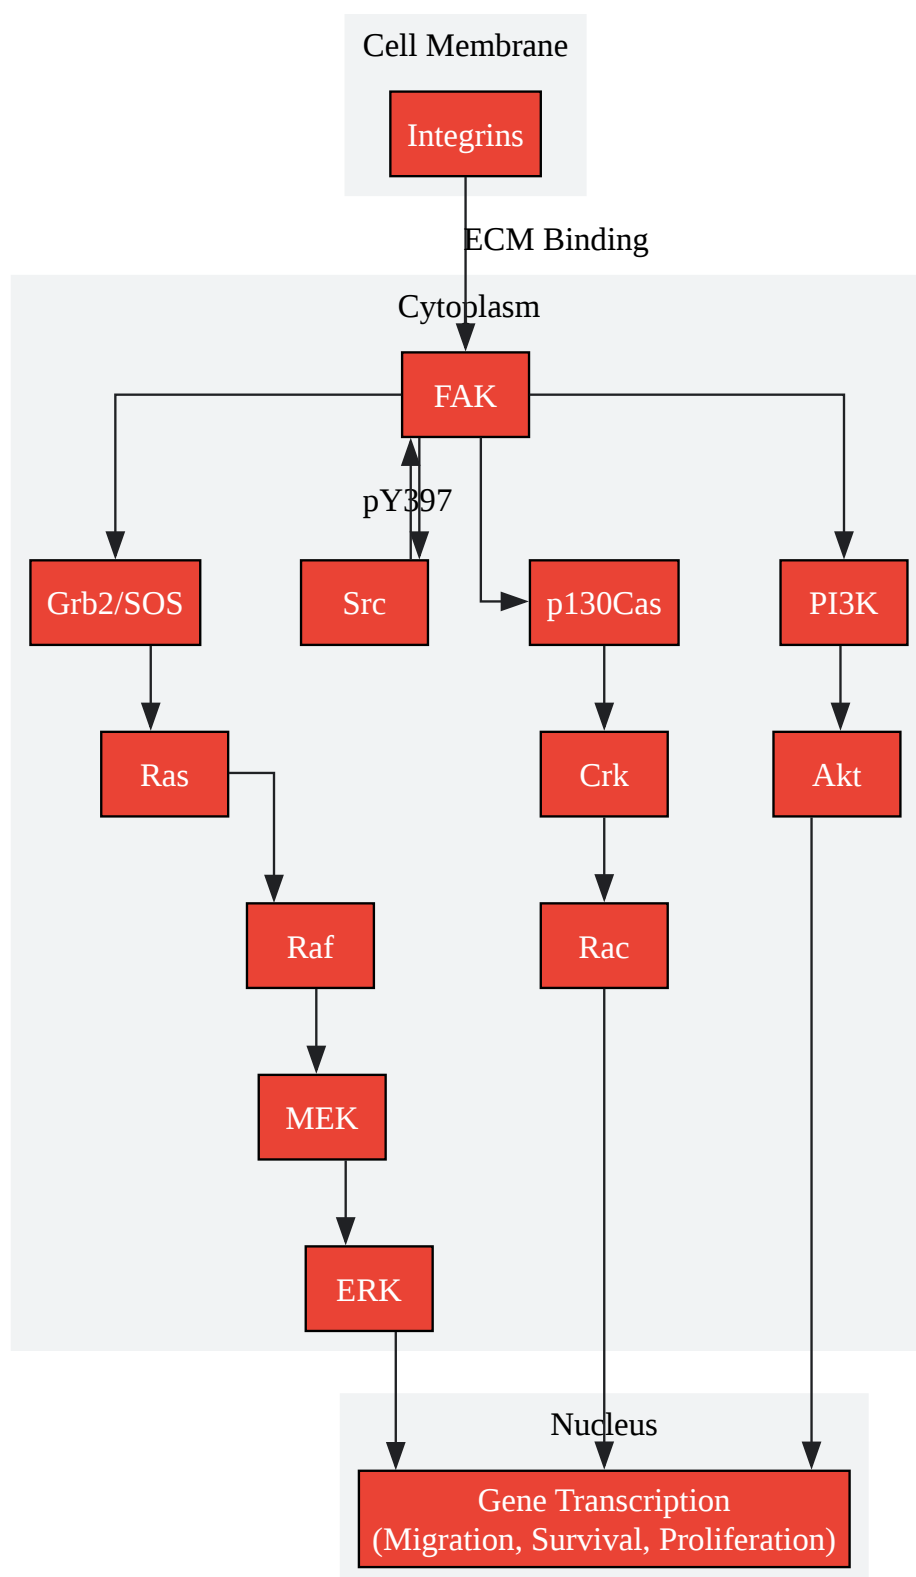 Cell Membrane
Integrins
ECM Binding
Cytoplasm
FAK
pY397
Grb2/SOS
Src
p130Cas
PI3K
Ras
Crk
Akt
Raf
Rac
MEK
ERK
Nucleus
Gene Transcription
(Migration, Survival, Proliferation)